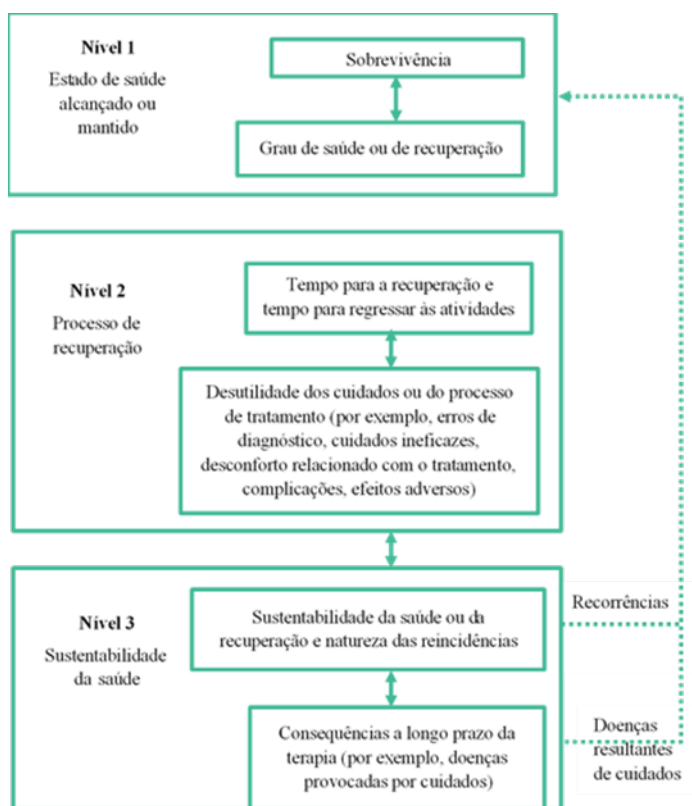 Nível 1
Estado de saúde
alcançado ou
mantido
Sobrevivência
Grau de saúde ou de recuperação
Nível 2
Processo de
recuperação
Tempo para a recuperação e
tempo para regressar às atividades
Desutilidade dos cuidados ou do processo
de tratamento (por exemplo, erros de
diagnóstico, cuidados ineficazes,
desconforto relacionado com o tratamento,
complicações, efeitos adversos)
Nível 3
Sustentabilidade
da saúde
Sustentabilidade da saúde ou da
recuperação e natureza das reincidências
Consequências a longo prazo da
terapia (por exemplo, doenças
provocadas por cuidados)
Recorrências
Doenças
resultantes
de cuidados